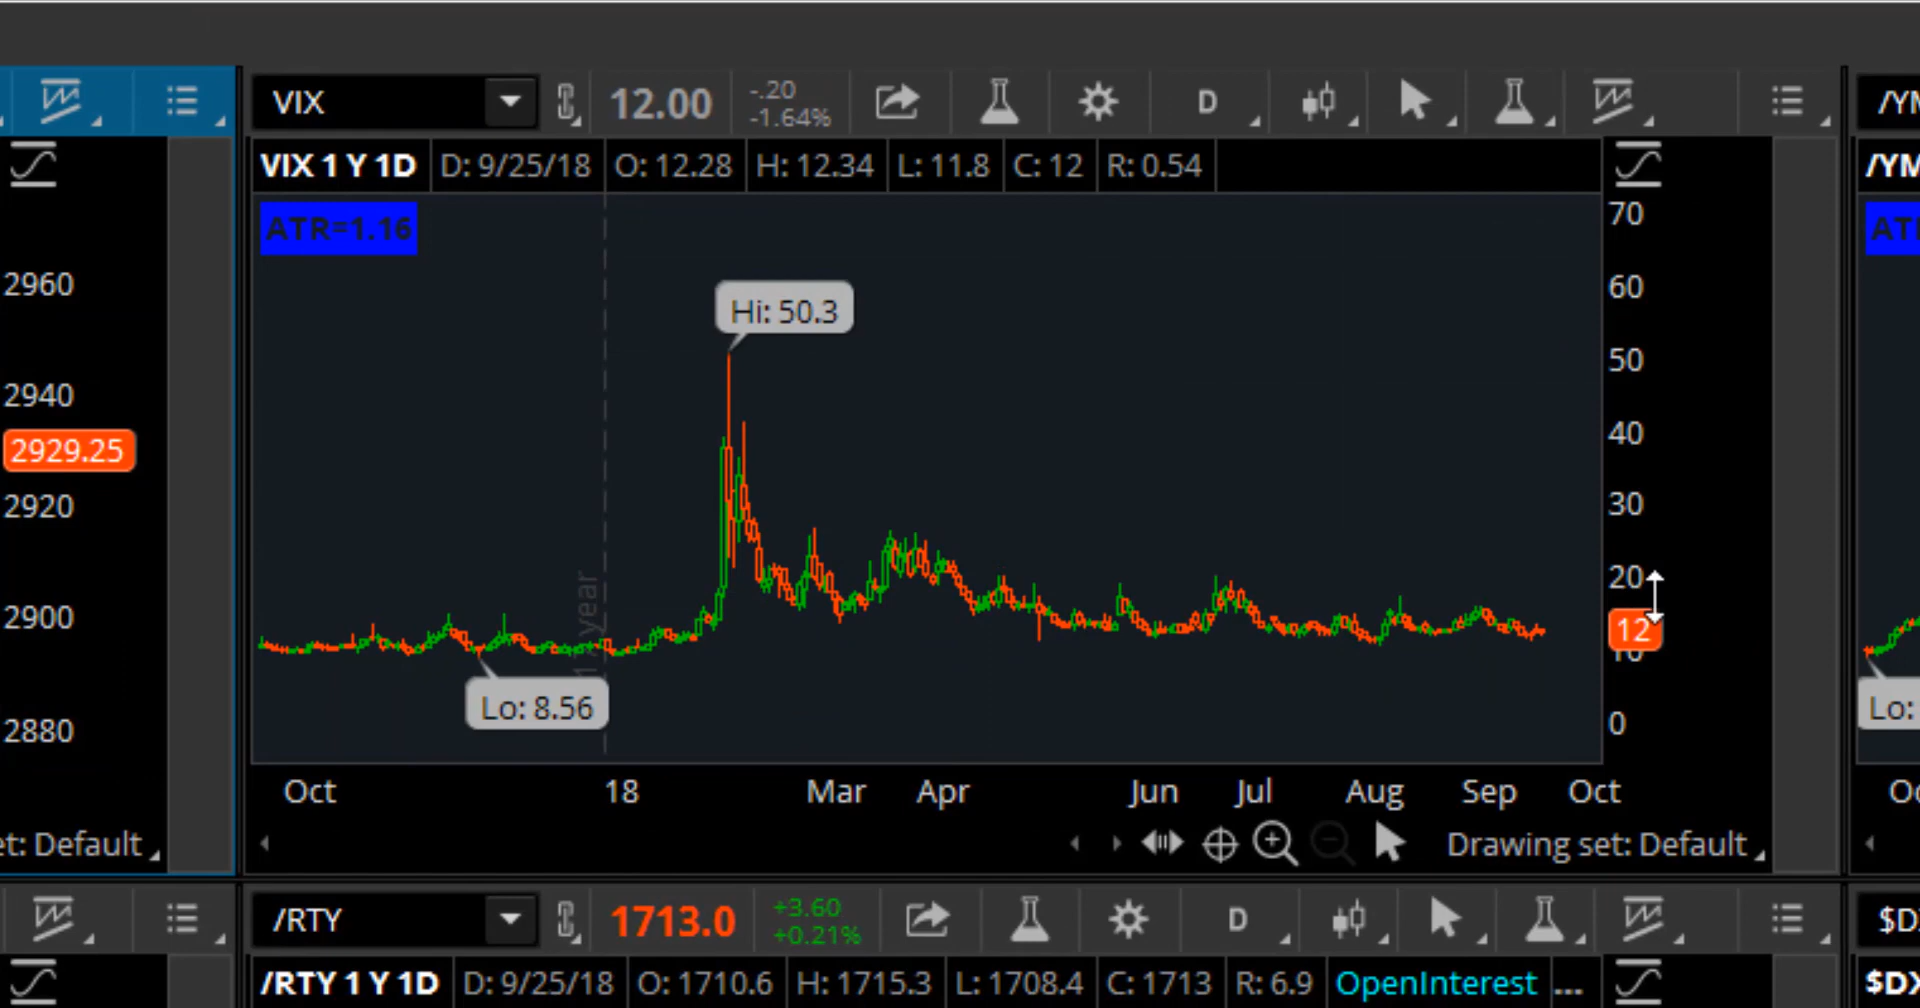 VIX 12.00 -.20 -1.64% D /YM
VIX 1 Y 1D D: 9/25/18 O: 12.28 H: 12.34 L: 11.8 C: 12 R: 0.54 /YM
ATR=1.16
70
2960 60
Hi: 50.3
50
2940 40
2929.25
2920 30
20
2900 12
10
1 year
Lo: 8.56
2880 0 Lo:
Oct 18 Mar Apr Jun Jul Aug Sep Oct
et: Default Drawing set: Default
/RTY 1713.0 +3.60 +0.21% D
/RTY 1 Y 1D D: 9/25/18 O: 1710.6 H: 1715.3 L: 1708.4 C: 1713 R: 6.9 OpenInterest ... $DX